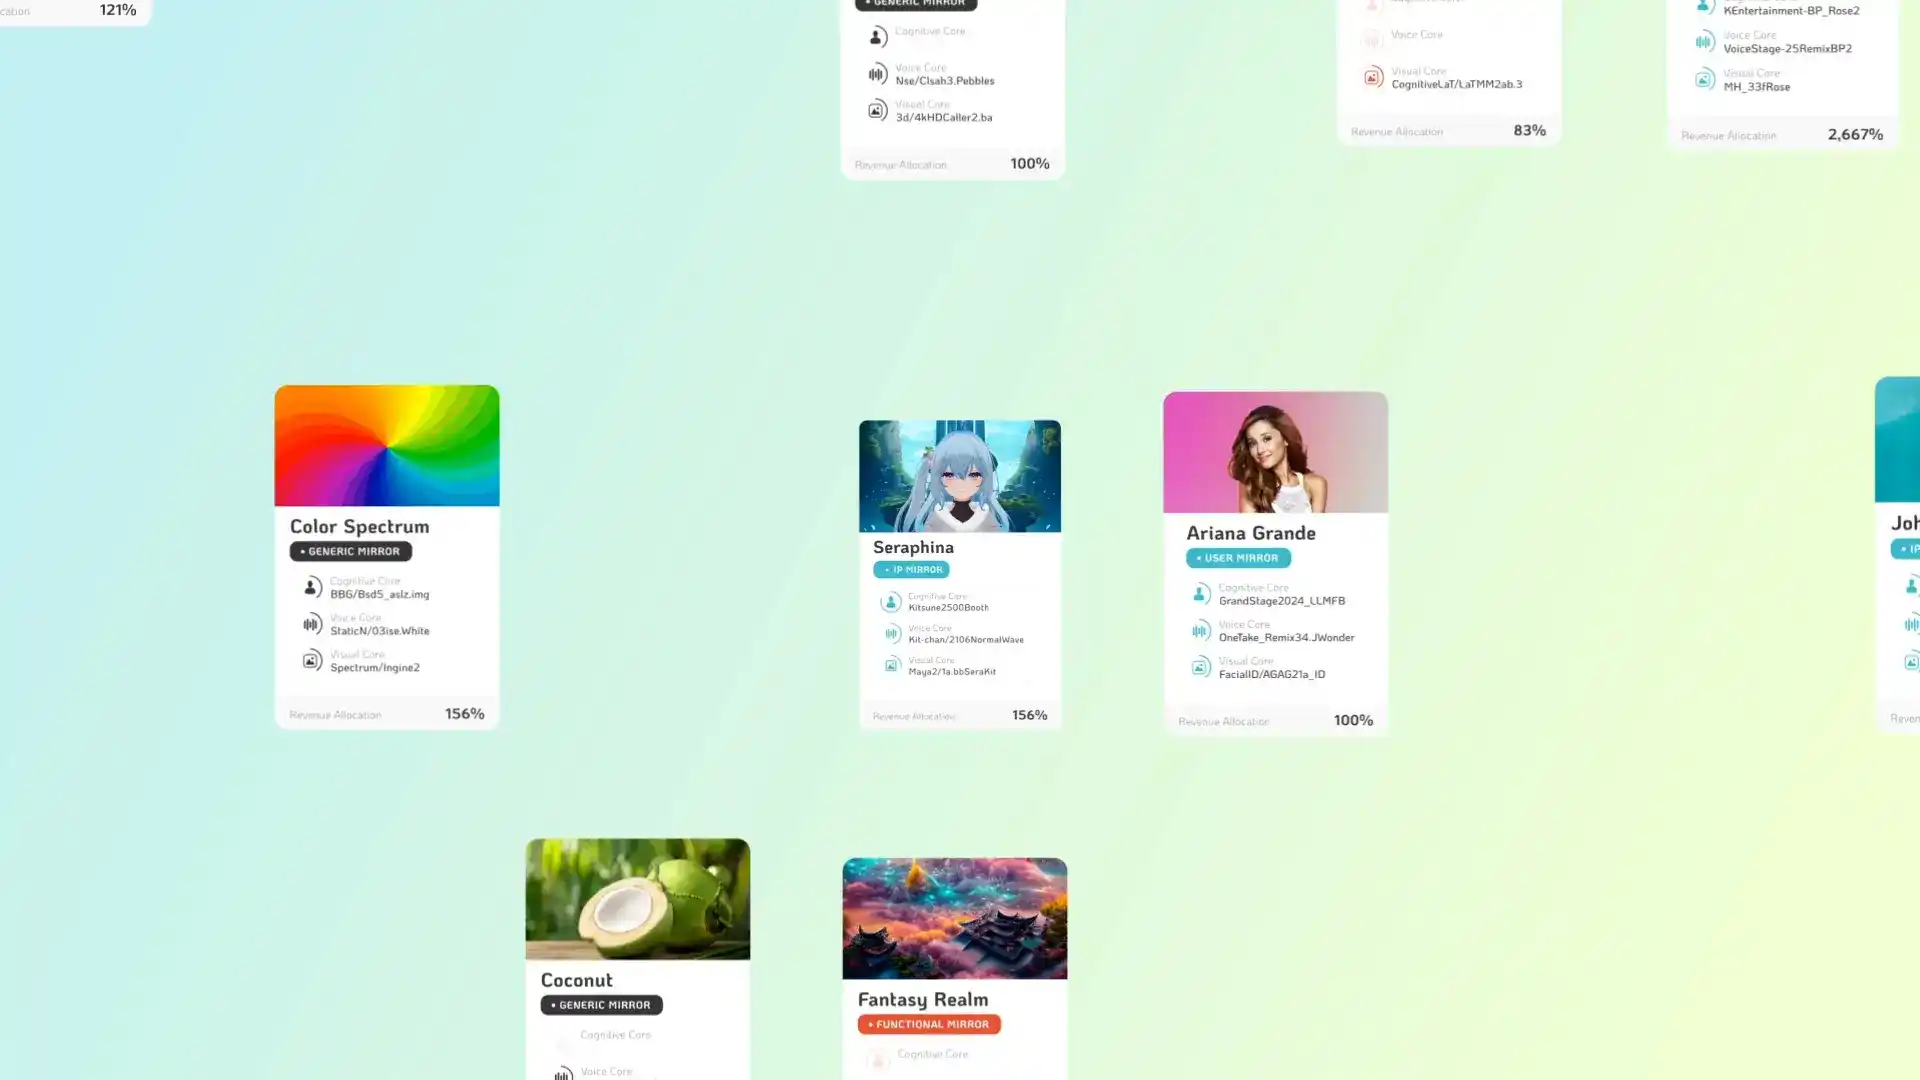 cation
121%
GENERIC MIRROR
Cognitive Core
Voice Core
Nse/Clsah3.Pebbles
Visual Core
3d/4kHDCaller2.ba
Revenue Allocation
100%
Voice Core
Visual Core
CognitiveLaT/LaTMM2ab.3
Revenue Allocation
83%
KEntertainment-BP_Rose2
Voice Core
VoiceStage-25RemixBP2
Visual Core
MH_33fRose
Revenue Allocation
2,667%
Color Spectrum
• GENERIC MIRROR
Cognitive Core
BBG/Bsd5_aslz.img
Voice Core
StaticN/03ise.White
Visual Core
Spectrum/Ingine2
Revenue Allocation
156%
Seraphina
• IP MIRROR
Cognitive Core
Kitsune2500Booth
Voice Core
Kit-chan/2106NormalWave
Visual Core
Maya2/1a.bbSeraKit
Revenue Allocation
156%
Ariana Grande
• USER MIRROR
Cognitive Core
GrandStage2024_LLMFB
Voice Core
OneTake_Remix34.JWonder
Visual Core
FacialID/AGAG21a_ID
Revenue Allocation
100%
Joh
• IP
Reven
Coconut
• GENERIC MIRROR
Cognitive Core
Voice Core
Fantasy Realm
• FUNCTIONAL MIRROR
Cognitive Core